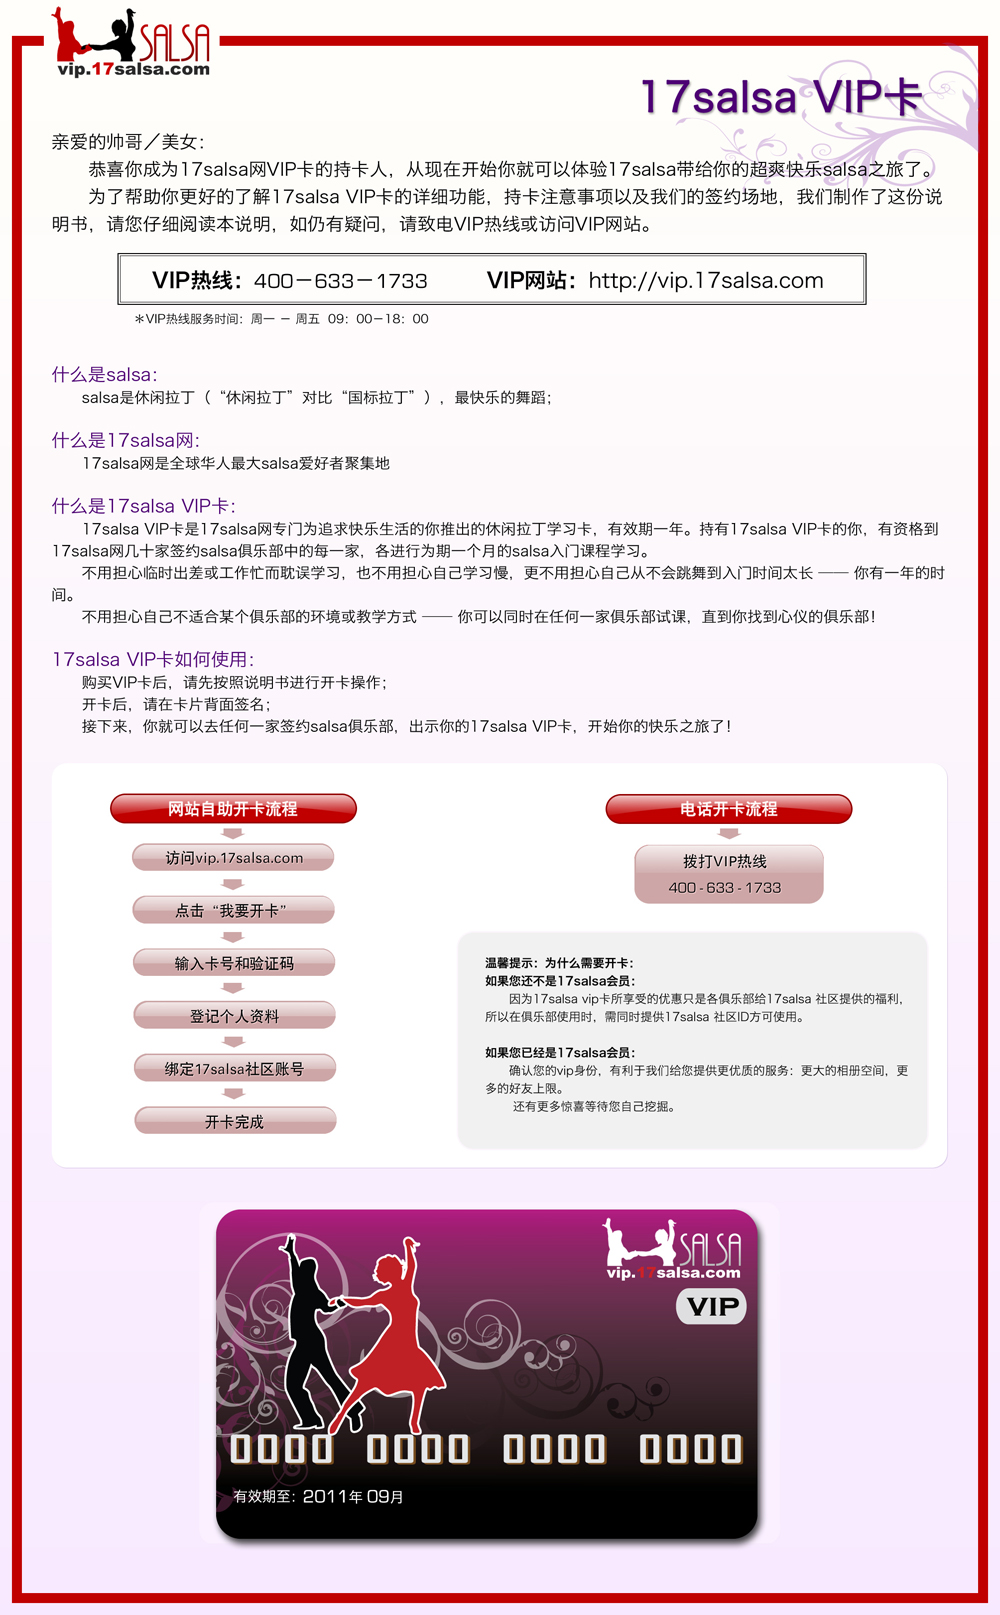 SALSA
vip.17salsa.com
17salsa VIP卡
亲爱的帅哥／美女：
恭喜你成为17salsa网VIP卡的持卡人，从现在开始你就可以体验17salsa带给你的超爽快乐salsa之旅了。
为了帮助你更好的了解17salsa VIP卡的详细功能，持卡注意事项以及我们的签约场地，我们制作了这份说
明书，请您仔细阅读本说明，如仍有疑问，请致电VIP热线或访问VIP网站。
VIP热线：400－633－1733 VIP网站：http://vip.17salsa.com
＊VIP热线服务时间：周一 － 周五 09：00－18：00
什么是salsa：
salsa是休闲拉丁（“休闲拉丁”对比“国标拉丁”），最快乐的舞蹈；
什么是17salsa网：
17salsa网是全球华人最大salsa爱好者聚集地
什么是17salsa VIP卡：
17salsa VIP卡是17salsa网专门为追求快乐生活的你推出的休闲拉丁学习卡，有效期一年。持有17salsa VIP卡的你，有资格到
17salsa网几十家签约salsa俱乐部中的每一家，各进行为期一个月的salsa入门课程学习。
不用担心临时出差或工作忙而耽误学习，也不用担心自己学习慢，更不用担心自己从不会跳舞到入门时间太长 —— 你有一年的时
间。
不用担心自己不适合某个俱乐部的环境或教学方式 —— 你可以同时在任何一家俱乐部试课，直到你找到心仪的俱乐部！
17salsa VIP卡如何使用：
购买VIP卡后，请先按照说明书进行开卡操作；
开卡后，请在卡片背面签名；
接下来，你就可以去任何一家签约salsa俱乐部，出示你的17salsa VIP卡，开始你的快乐之旅了！
网站自助开卡流程
访问vip.17salsa.com
点击“我要开卡”
输入卡号和验证码
登记个人资料
绑定17salsa社区账号
开卡完成
电话开卡流程
拨打VIP热线
400 - 633 - 1733
温馨提示：为什么需要开卡：
如果您还不是17salsa会员：
因为17salsa vip卡所享受的优惠只是各俱乐部给17salsa 社区提供的福利，
所以在俱乐部使用时，需同时提供17salsa 社区ID方可使用。
如果您已经是17salsa会员：
确认您的vip身份，有利于我们给您提供更优质的服务：更大的相册空间，更
多的好友上限。
还有更多惊喜等待您自己挖掘。
SALSA
vip.17salsa.com
VIP
0000 0000 0000 0000
有效期至：2011年 09月